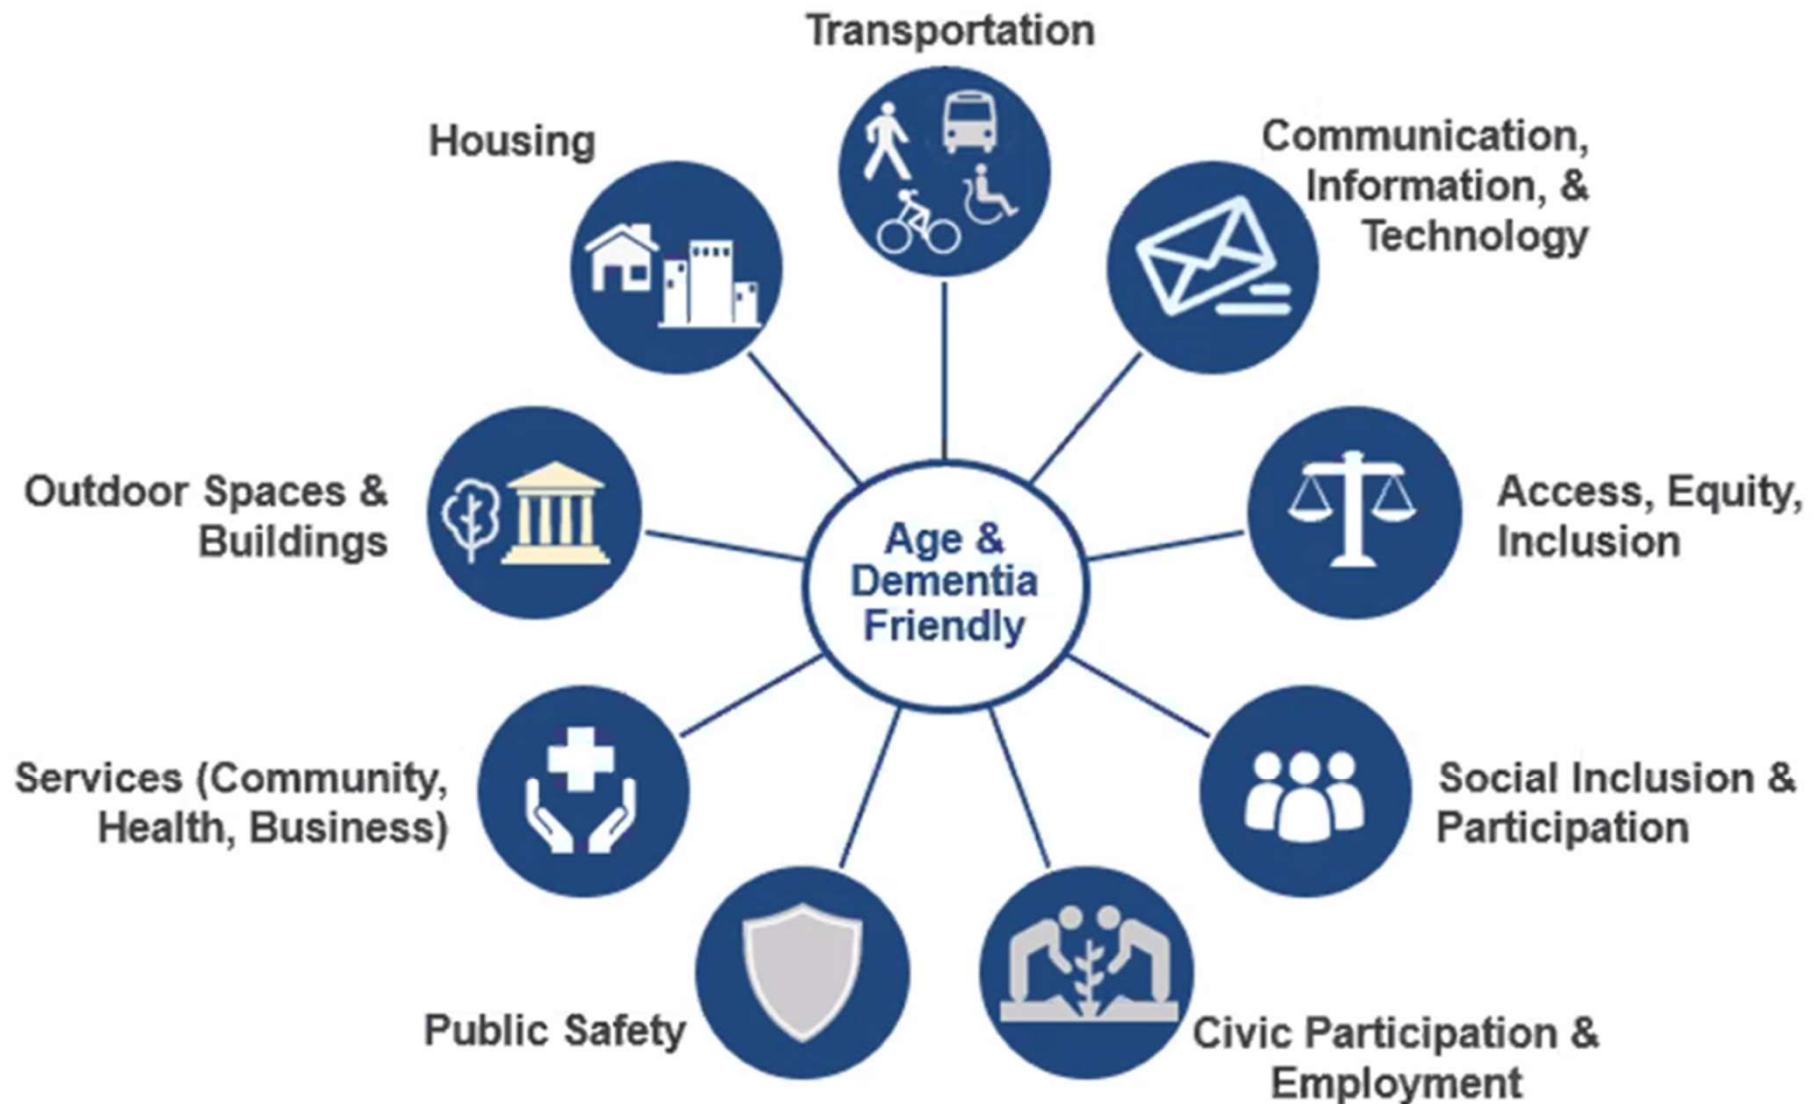 Transportation
Housing
Communication,
Information, &
Technology
Outdoor Spaces &
Buildings
Age &
Dementia
Friendly
Access, Equity,
Inclusion
Services (Community,
Health, Business)
Social Inclusion &
Participation
Public Safety
Civic Participation &
Employment